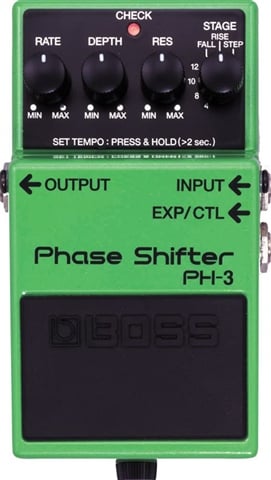 CHECK
RATE DEPTH RES STAGE
RISE
FALL STEP
12
10
8
4
MIN MAX MIN MAX MIN MAX
SET TEMPO : PRESS & HOLD (>2 sec.)
←OUTPUT INPUT←
EXP/CTL←
Phase Shifter
PH-3
BOSS